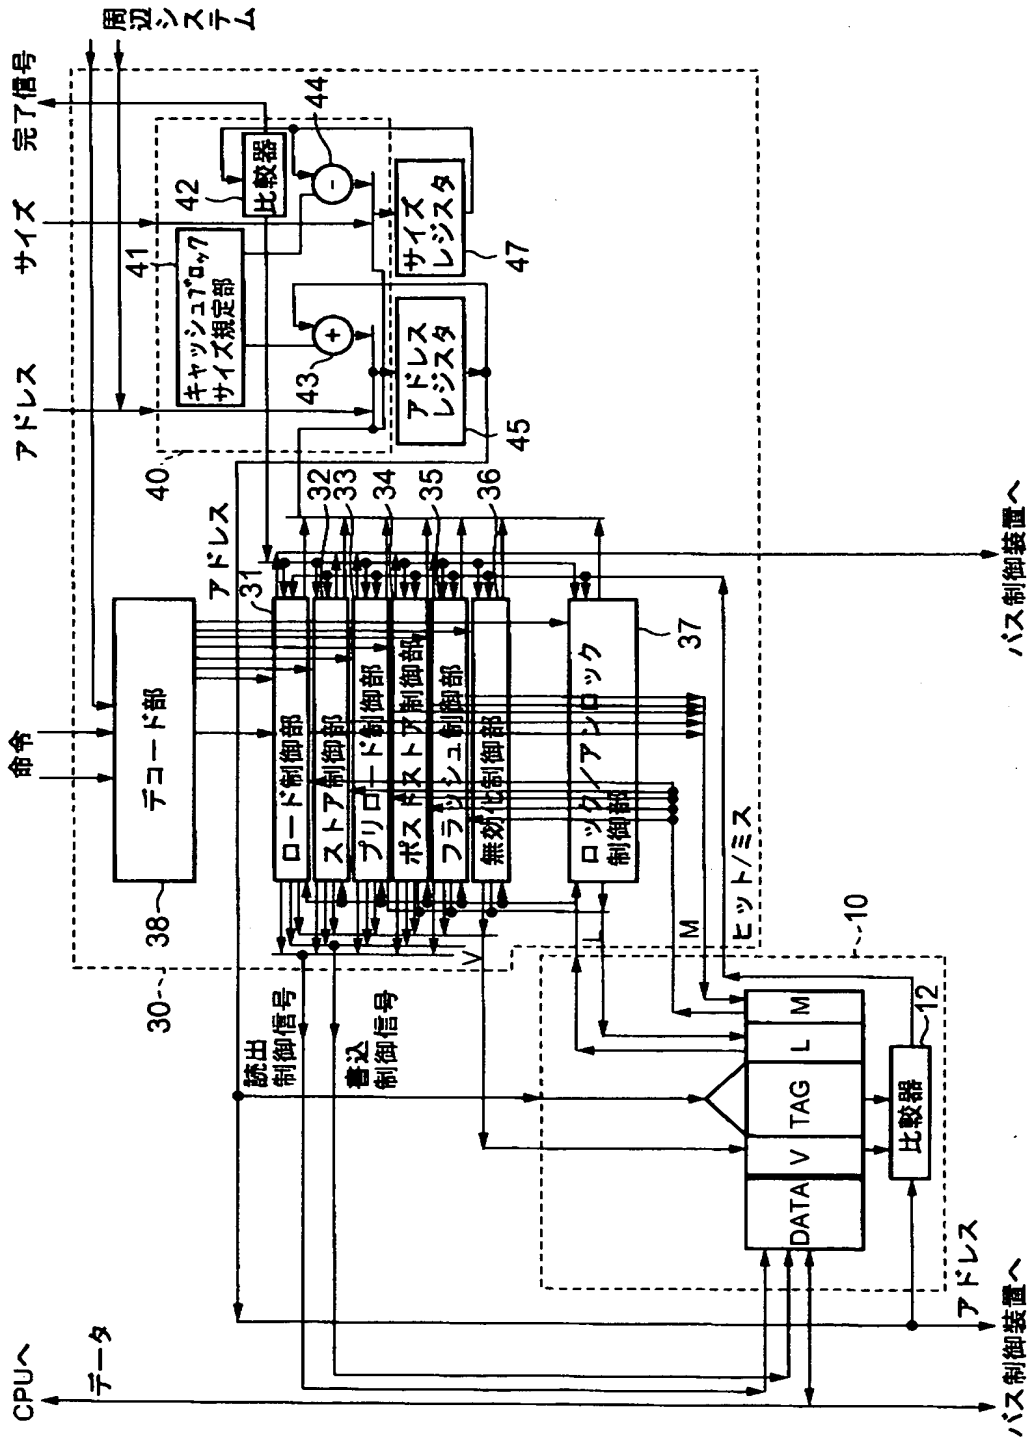 CPUへ
データ
命令
アドレス
サイズ
完了信号
周辺システム
38
デコード部
30
読出
制御信号
書込
制御信号
アドレス
31
ロード制御部
32
ストア制御部
33
プリロード制御部
34
ポストストア制御部
35
フラッシュ制御部
36
無効化制御部
37
ロック/アンロック
制御部
40
41
キャッシュブロック
サイズ規定部
42
比較器
43
+
44
-
45
アドレス
レジスタ
47
サイズ
レジスタ
V
L
M
ヒット/ミス
10
DATA
V
TAG
L
M
12
比較器
アドレス
バス制御装置へ
バス制御装置へ